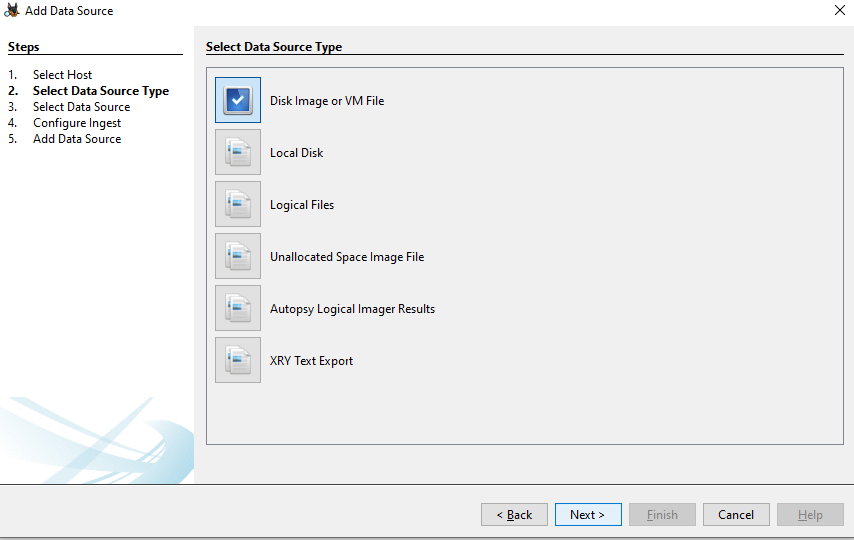 Add Data Source
Steps
1. Select Host
2. Select Data Source Type
3. Select Data Source
4. Configure Ingest
5. Add Data Source
Select Data Source Type
Disk Image or VM File
Local Disk
Logical Files
Unallocated Space Image File
Autopsy Logical Imager Results
XRY Text Export
< Back Next > Finish Cancel Help